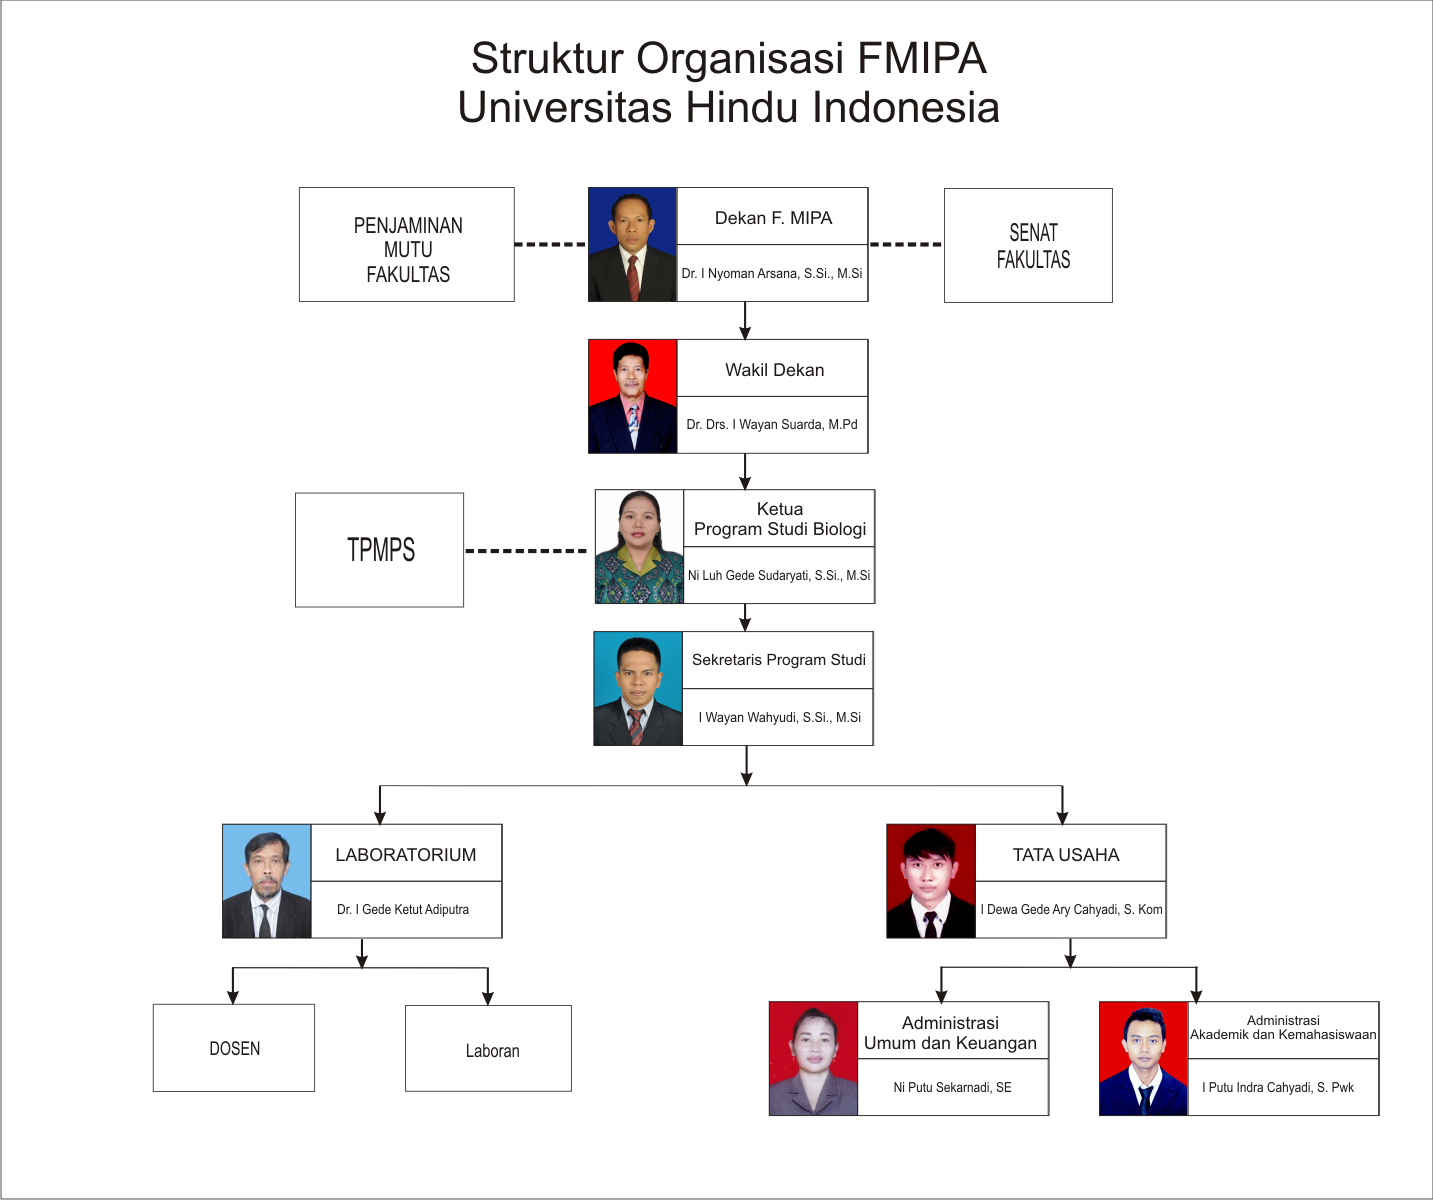 Struktur Organisasi FMIPA
Universitas Hindu Indonesia
PENJAMINAN
MUTU
FAKULTAS
Dekan F. MIPA
Dr. I Nyoman Arsana, S.Si., M.Si
SENAT
FAKULTAS
Wakil Dekan
Dr. Drs. I Wayan Suarda, M.Pd
TPMPS
Ketua
Program Studi Biologi
Ni Luh Gede Sudaryati, S.Si., M.Si
Sekretaris Program Studi
I Wayan Wahyudi, S.Si., M.Si
LABORATORIUM
Dr. I Gede Ketut Adiputra
TATA USAHA
I Dewa Gede Ary Cahyadi, S. Kom
DOSEN
Laboran
Administrasi
Umum dan Keuangan
Ni Putu Sekarnadi, SE
Administrasi
Akademik dan Kemahasiswaan
I Putu Indra Cahyadi, S. Pwk